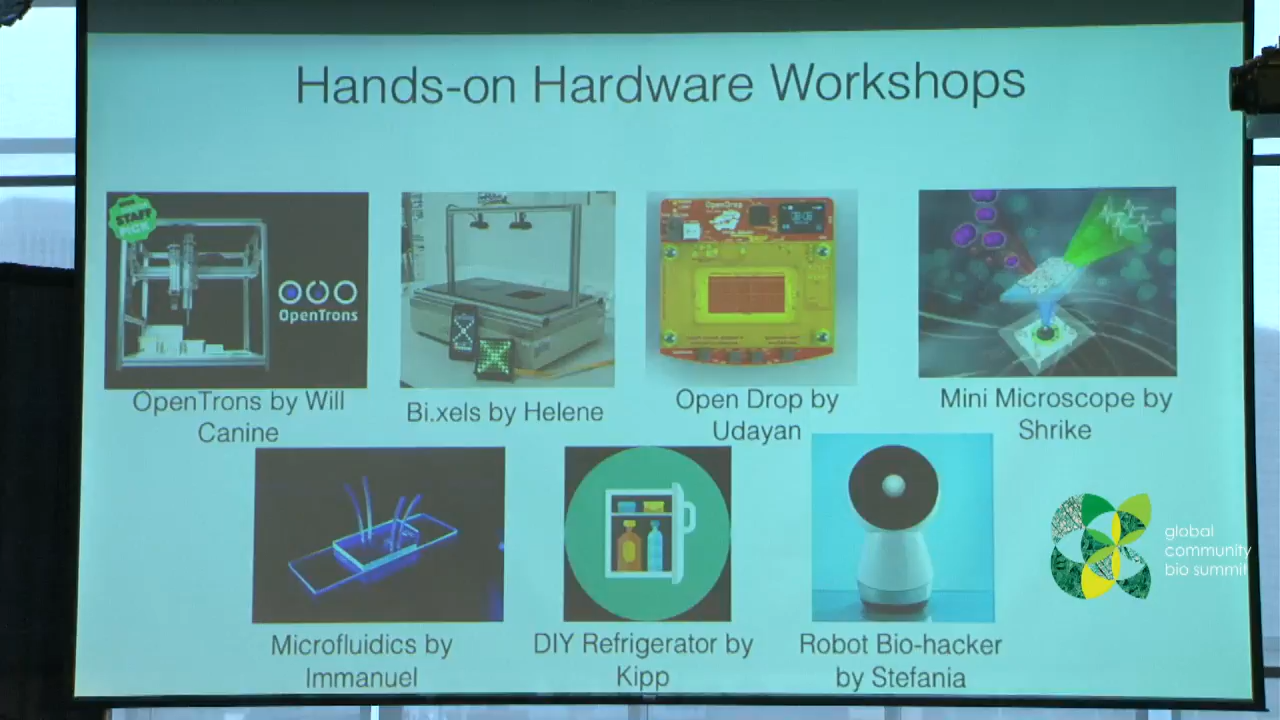 Hands-on Hardware Workshops
STAFF
PICK
OpenTrons
OpenDrop
OpenTrons by Will
Canine
Bi.xels by Helene
Open Drop by
Udayan
Mini Microscope by
Shrike
Microfluidics by
Immanuel
DIY Refrigerator by
Kipp
Robot Bio-hacker
by Stefania
global
community
bio summit